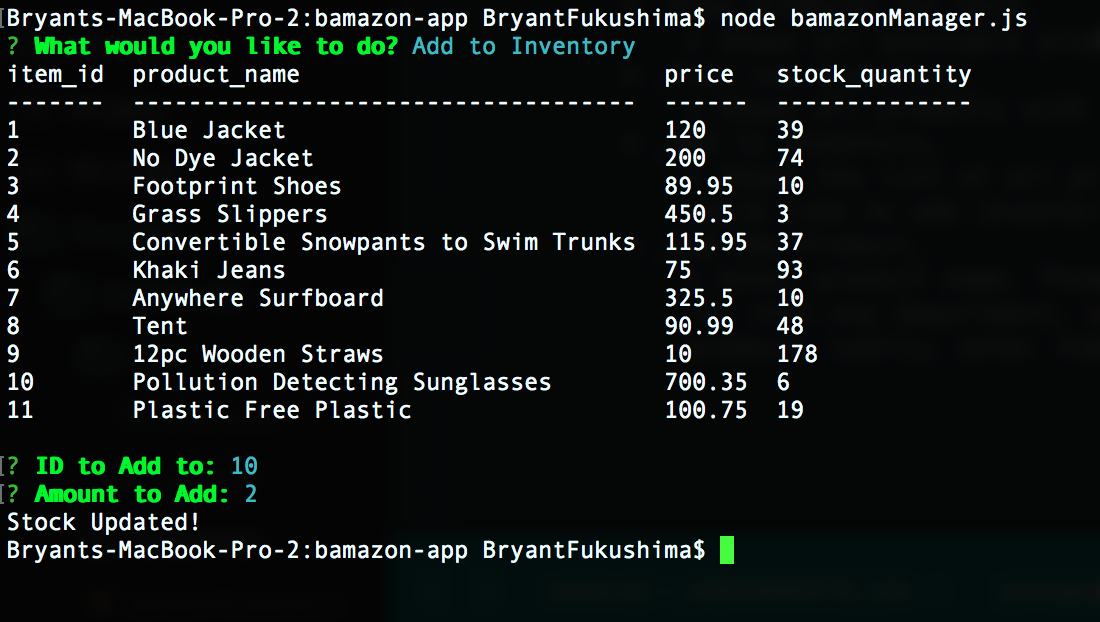 Bryants-MacBook-Pro-2:bamazon-app BryantFukushima$ node bamazonManager.js
? What would you like to do? Add to Inventory
item_id  product_name                          price   stock_quantity
-------  ------------------------------------  ------  --------------
1        Blue Jacket                           120     39
2        No Dye Jacket                         200     74
3        Footprint Shoes                       89.95   10
4        Grass Slippers                        450.5   3
5        Convertible Snowpants to Swim Trunks  115.95  37
6        Khaki Jeans                           75      93
7        Anywhere Surfboard                    325.5   10
8        Tent                                  90.99   48
9        12pc Wooden Straws                    10      178
10       Pollution Detecting Sunglasses        700.35  6
11       Plastic Free Plastic                  100.75  19
[? ID to Add to: 10
[? Amount to Add: 2
Stock Updated!
Bryants-MacBook-Pro-2:bamazon-app BryantFukushima$